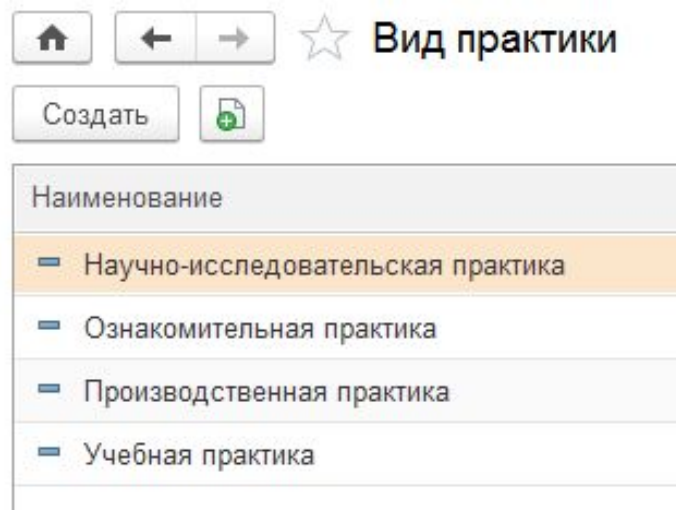 Вид практики
Создать
Наименование
Научно-исследовательская практика
Ознакомительная практика
Производственная практика
Учебная практика